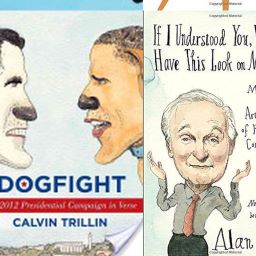 DOGFIGHT
2012 Presidential Campaign in Verse
CALVIN TRILLIN
If I Understood You,
Have This Look on
Alan